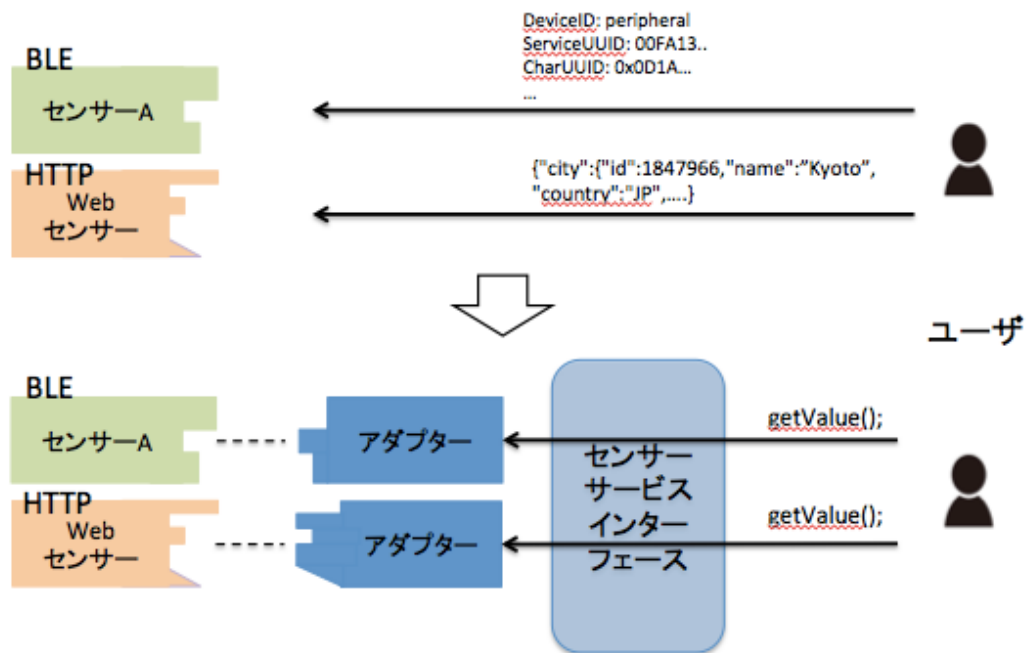 DeviceID: peripheral
ServiceUUID: 00FA13..
CharUUID: 0x0D1A...
...
BLE
センサーA
HTTP
Web
センサー
{"city":{"id":1847966,"name":"Kyoto",
"country":"JP",....}
ユーザ
BLE
センサーA
アダプター
getValue();
HTTP
Web
センサー
アダプター
getValue();
センサー
サービス
インター
フェース